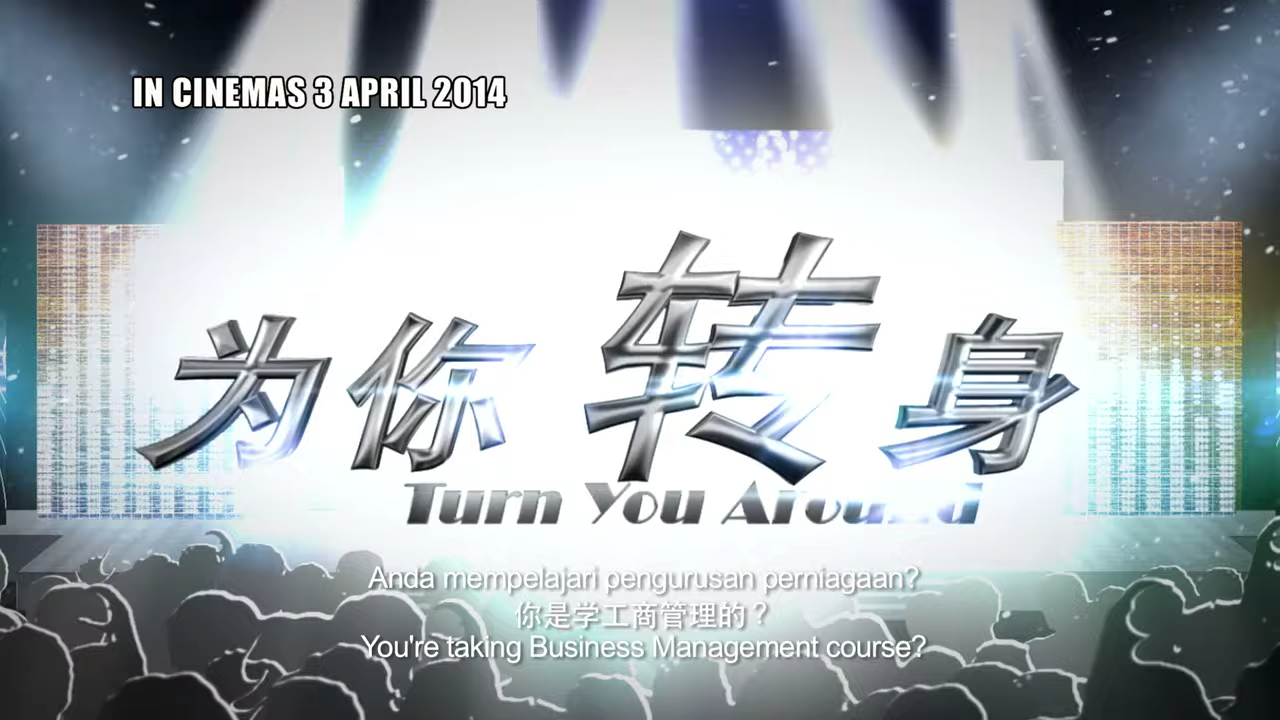 IN CINEMAS 3 APRIL 2014
为你转身
Turn You Around
Anda mempelajari pengurusan perniagaan?
你是学工商管理的？
You're taking Business Management course?